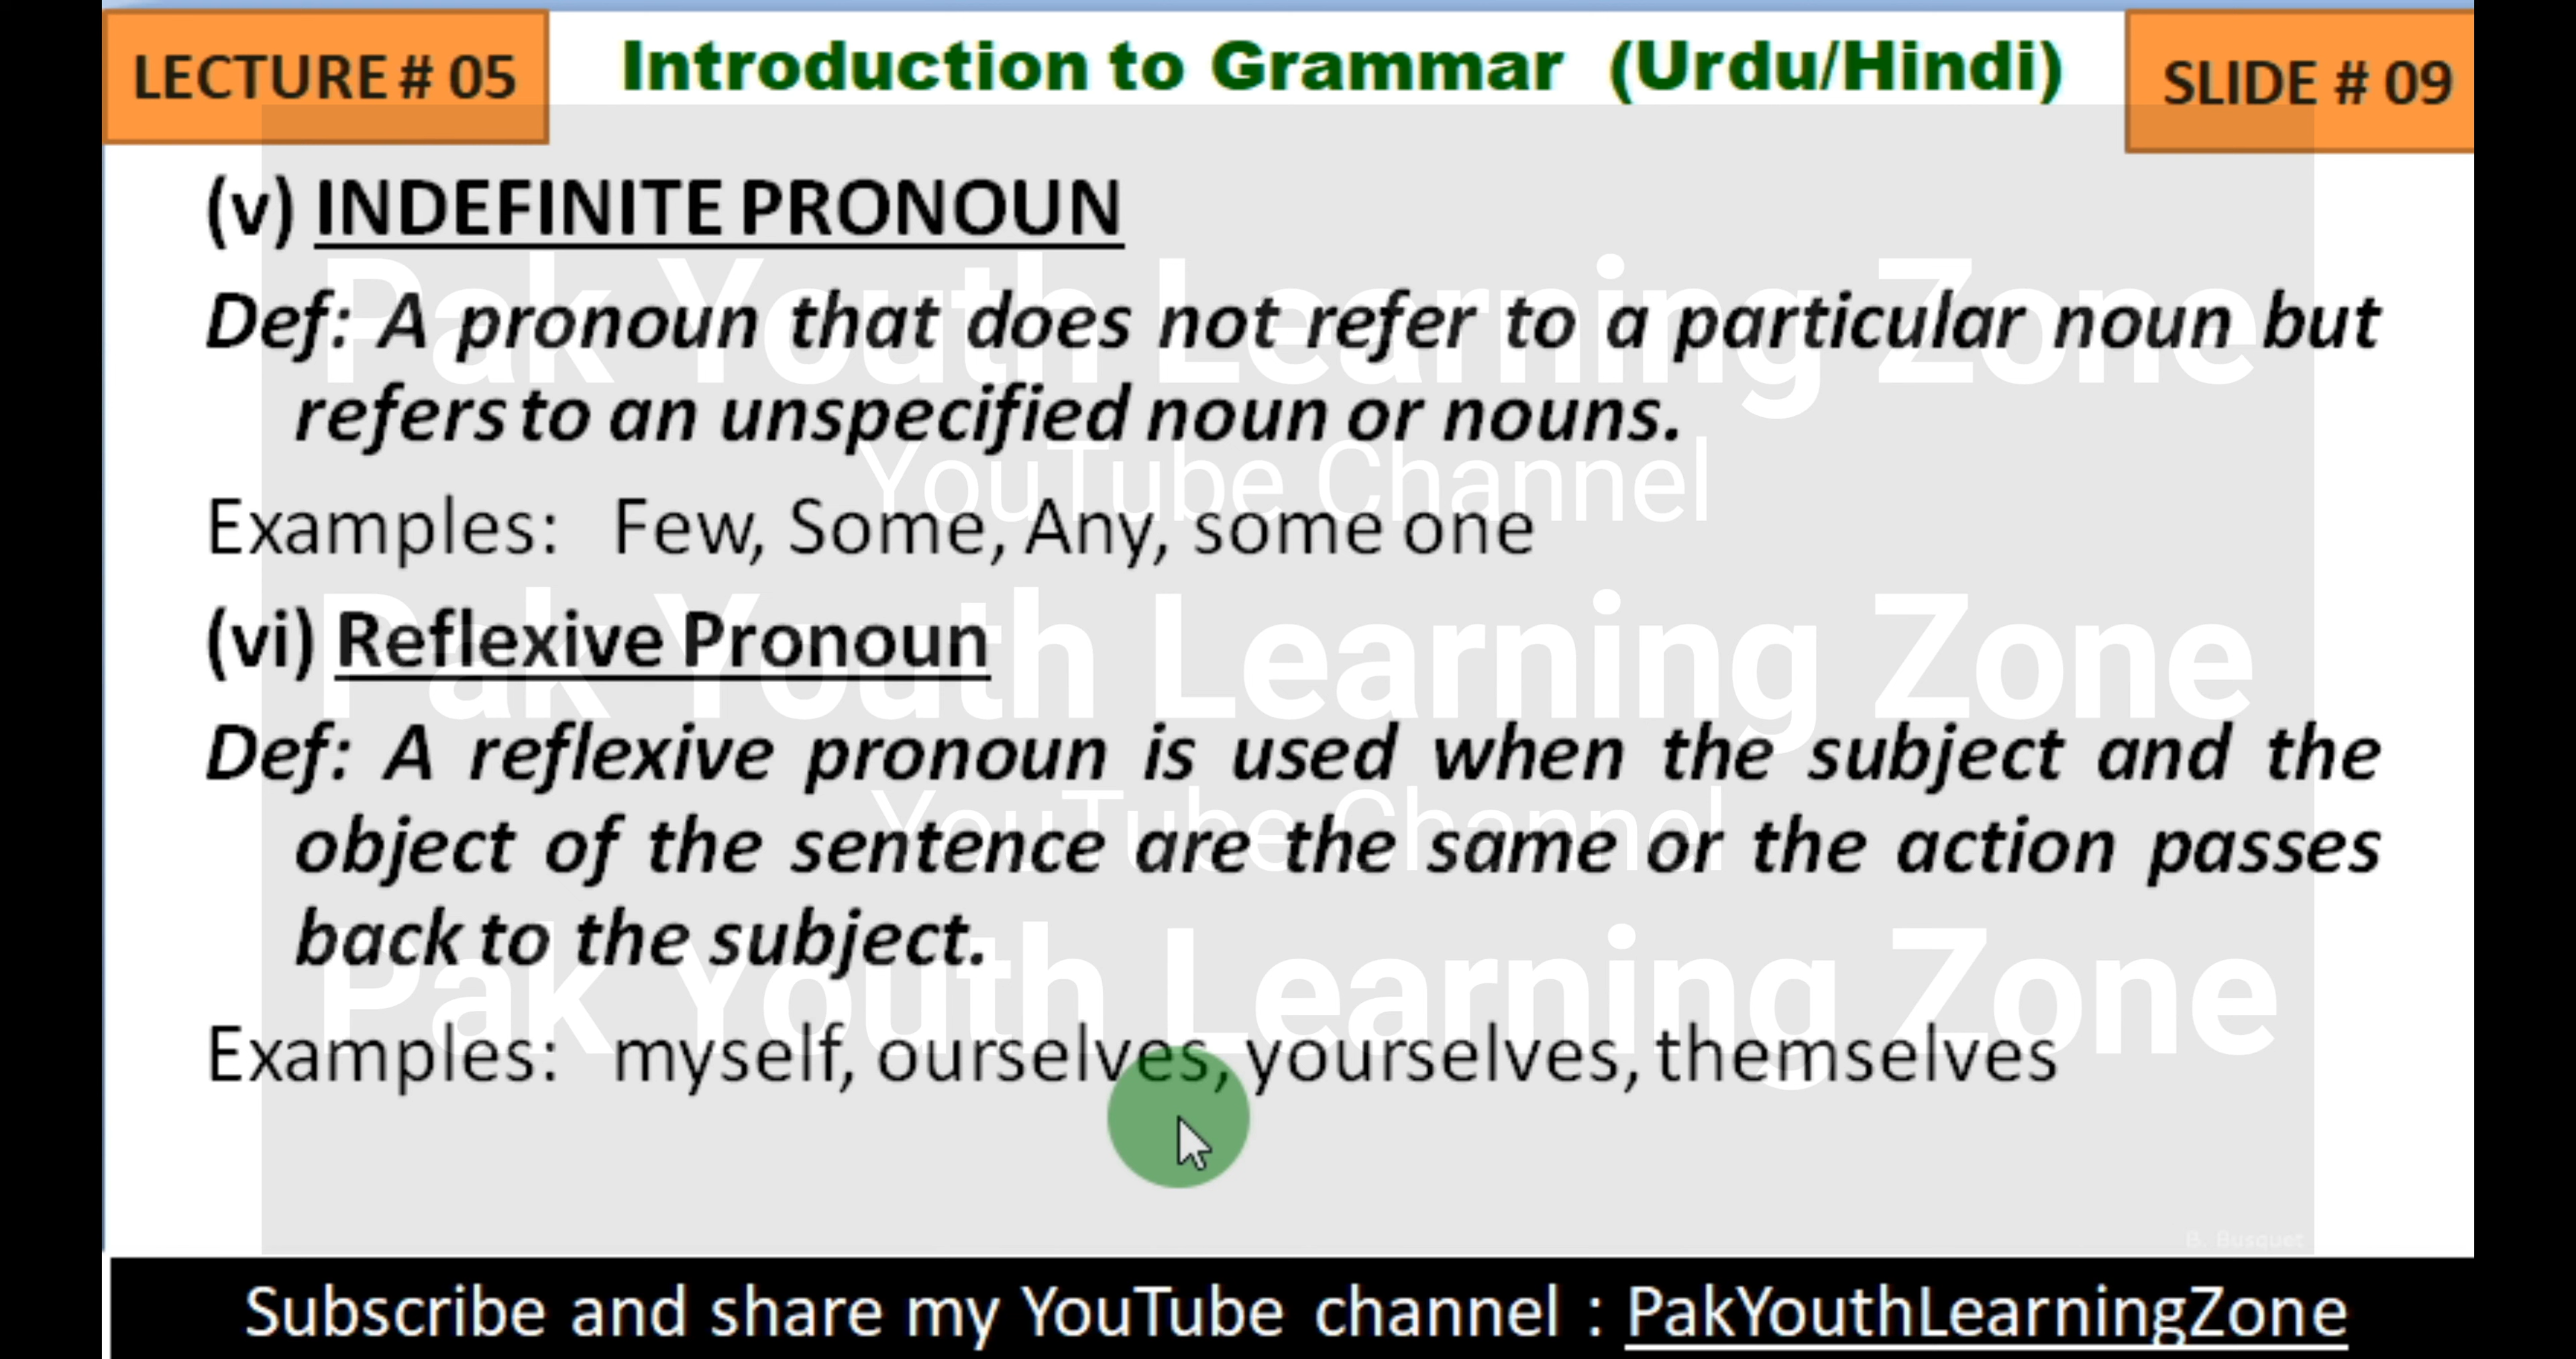 LECTURE # 05
Introduction to Grammar (Urdu/Hindi)
SLIDE # 09
(v) INDEFINITE PRONOUN
Def: A pronoun that does not refer to a particular noun but
refers to an unspecified noun or nouns.
Examples: Few, Some, Any, some one
(vi) Reflexive Pronoun
Def: A reflexive pronoun is used when the subject and the
object of the sentence are the same or the action passes
back to the subject.
Examples: myself, ourselves, yourselves, themselves
Pak Youth Learning Zone
YouTube Channel
Pak Youth Learning Zone
YouTube Channel
Pak Youth Learning Zone
B. Busquet
Subscribe and share my YouTube channel : PakYouthLearningZone